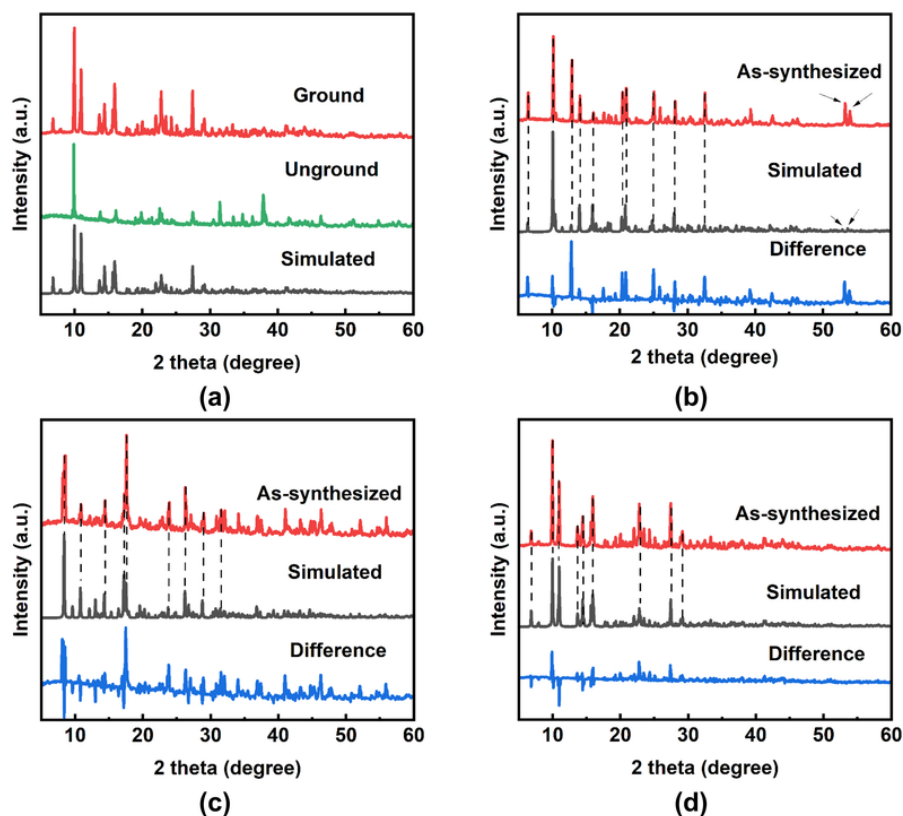 Ground
Unground
Simulated
Intensity (a.u.)
10 20 30 40 50 60
2 theta (degree)
(a)
As-synthesized
Simulated
Difference
Intensity (a.u.)
10 20 30 40 50 60
2 theta (degree)
(b)
As-synthesized
Simulated
Difference
Intensity (a.u.)
10 20 30 40 50 60
2 theta (degree)
(c)
As-synthesized
Simulated
Difference
Intensity (a.u.)
10 20 30 40 50 60
2 theta (degree)
(d)